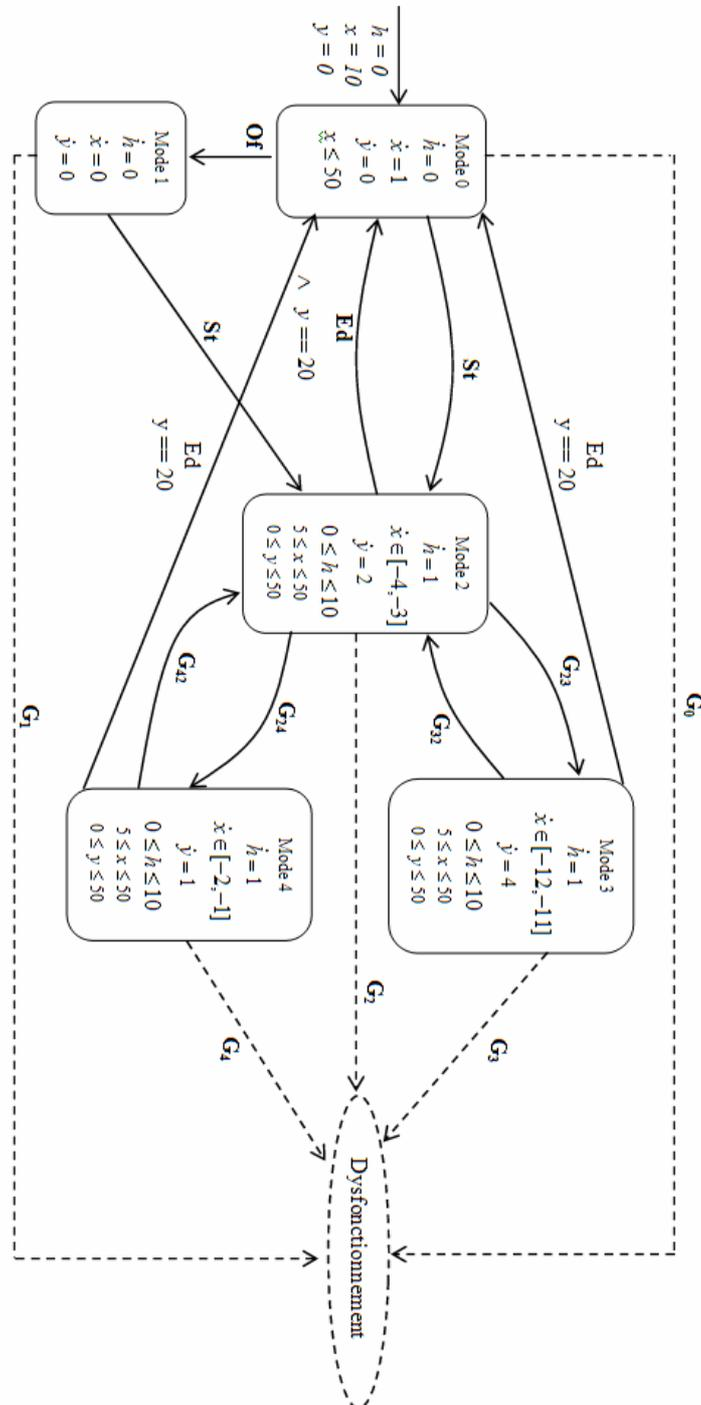 h = 0
x = 10
y = 0
Mode 0
ḣ = 0
ẋ = 1
ẏ = 0
x ≤ 50
Of
Mode 1
ḣ = 0
ẋ = 0
ẏ = 0
St
Ed
^ y == 20
St
Ed
y == 20
Ed
y == 20
Mode 2
ḣ = 1
ẋ ∈ [−4,−3]
ẏ = 2
0 ≤ h ≤ 10
5 ≤ x ≤ 50
0 ≤ y ≤ 50
G₂₃
G₃₂
G₄₂
G₂₄
Mode 3
ḣ = 1
ẋ ∈ [−12,−11]
ẏ = 4
0 ≤ h ≤ 10
5 ≤ x ≤ 50
0 ≤ y ≤ 50
Mode 4
ḣ = 1
ẋ ∈ [−2,−1]
ẏ = 1
0 ≤ h ≤ 10
5 ≤ x ≤ 50
0 ≤ y ≤ 50
G₀
G₁
G₂
G₃
G₄
Dysfonctionnement